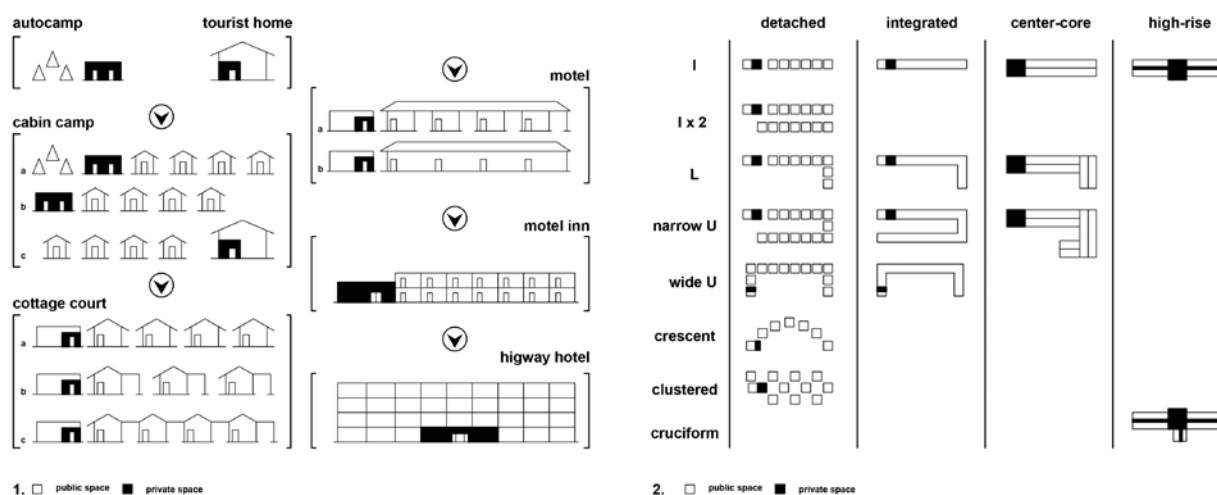 autocamp
tourist home
cabin camp
a
b
c
cottage court
a
b
c
motel
a
b
motel inn
higway hotel
1. public space private space
detached integrated center-core high-rise
I
I x 2
L
narrow U
wide U
crescent
clustered
cruciform
2. public space private space